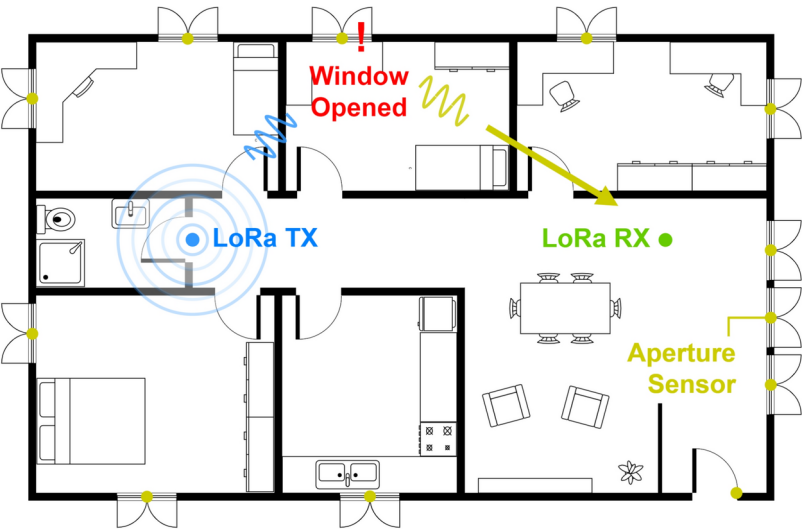 !
Window
Opened
LoRa TX
LoRa RX
Aperture
Sensor